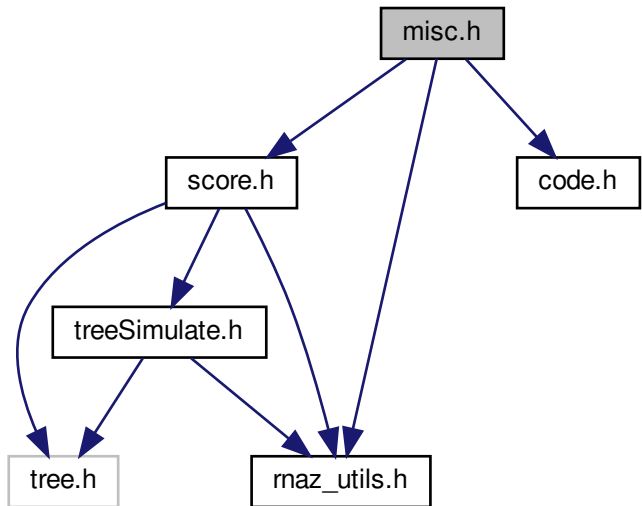 misc.h
score.h
code.h
treeSimulate.h
tree.h
rnaz_utils.h